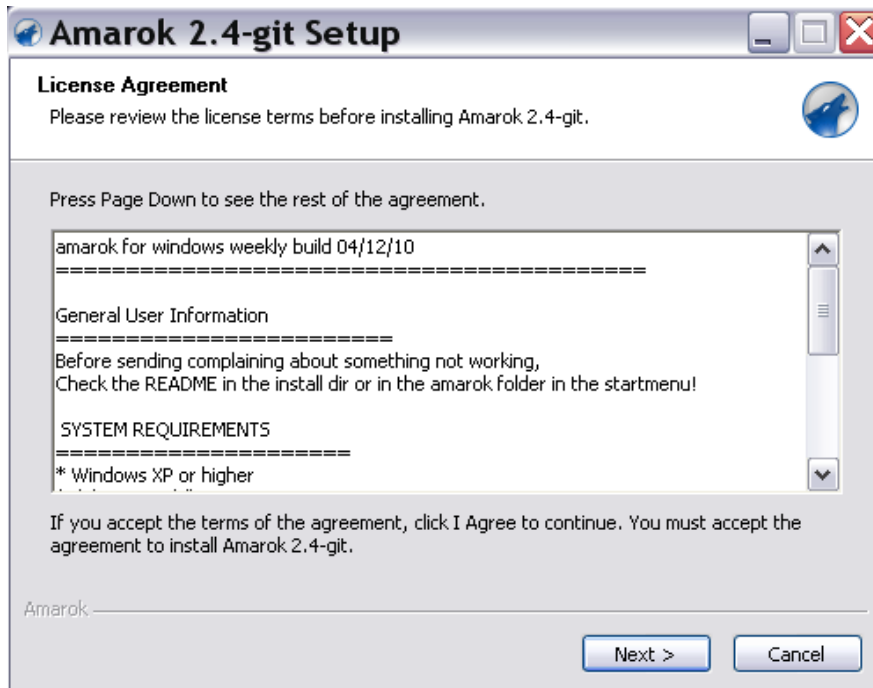 Amarok 2.4-git Setup
License Agreement
Please review the license terms before installing Amarok 2.4-git.
Press Page Down to see the rest of the agreement.
amarok for windows weekly build 04/12/10
==========================================
General User Information
========================
Before sending complaining about something not working,
Check the README in the install dir or in the amarok folder in the startmenu!
SYSTEM REQUIREMENTS
=====================
* Windows XP or higher
If you accept the terms of the agreement, click I Agree to continue. You must accept the
agreement to install Amarok 2.4-git.
Amarok
Next >
Cancel